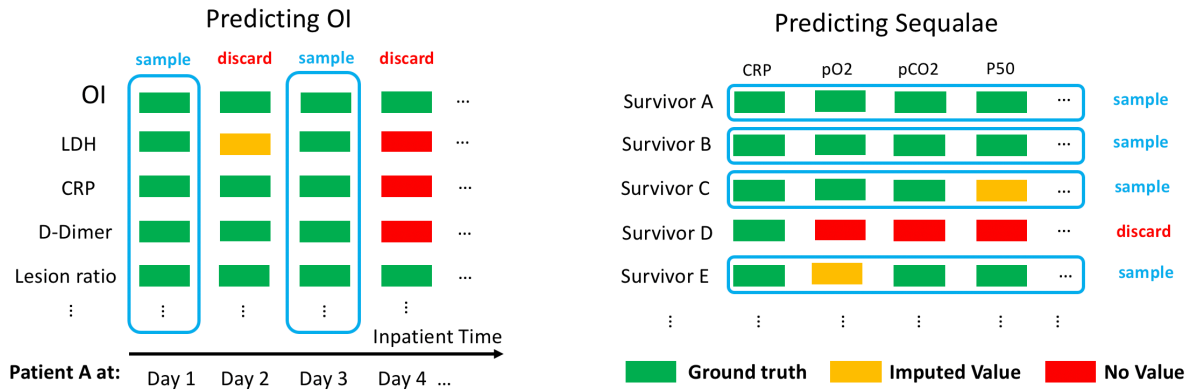 Predicting OI
sample discard sample discard
OI ...
LDH ...
CRP ...
D-Dimer ...
Lesion ratio ...
⋮ ⋮ ⋮ ⋮ ⋮
Inpatient Time
Patient A at: Day 1 Day 2 Day 3 Day 4 ...
Predicting Sequalae
CRP pO2 pCO2 P50
Survivor A ... sample
Survivor B ... sample
Survivor C ... sample
Survivor D ... discard
Survivor E ... sample
⋮ ⋮ ⋮ ⋮ ⋮ ⋮
Ground truth Imputed Value No Value